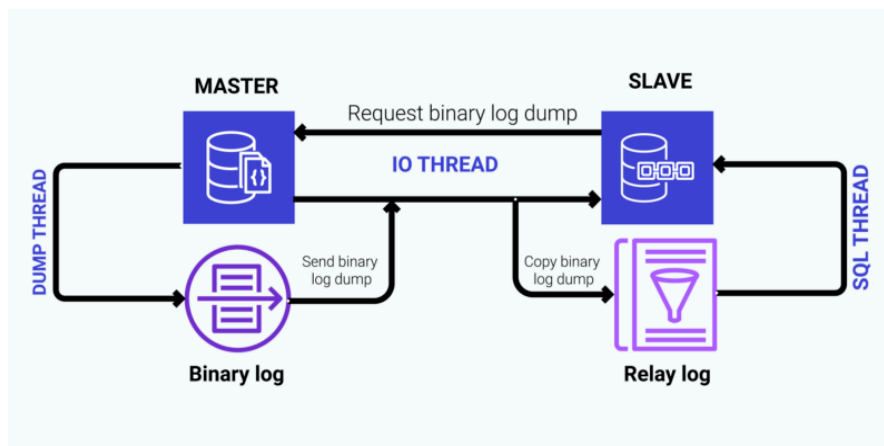 MASTER
SLAVE
Request binary log dump
IO THREAD
DUMP THREAD
SQL THREAD
Send binary
log dump
Copy binary
log dump
Binary log
Relay log